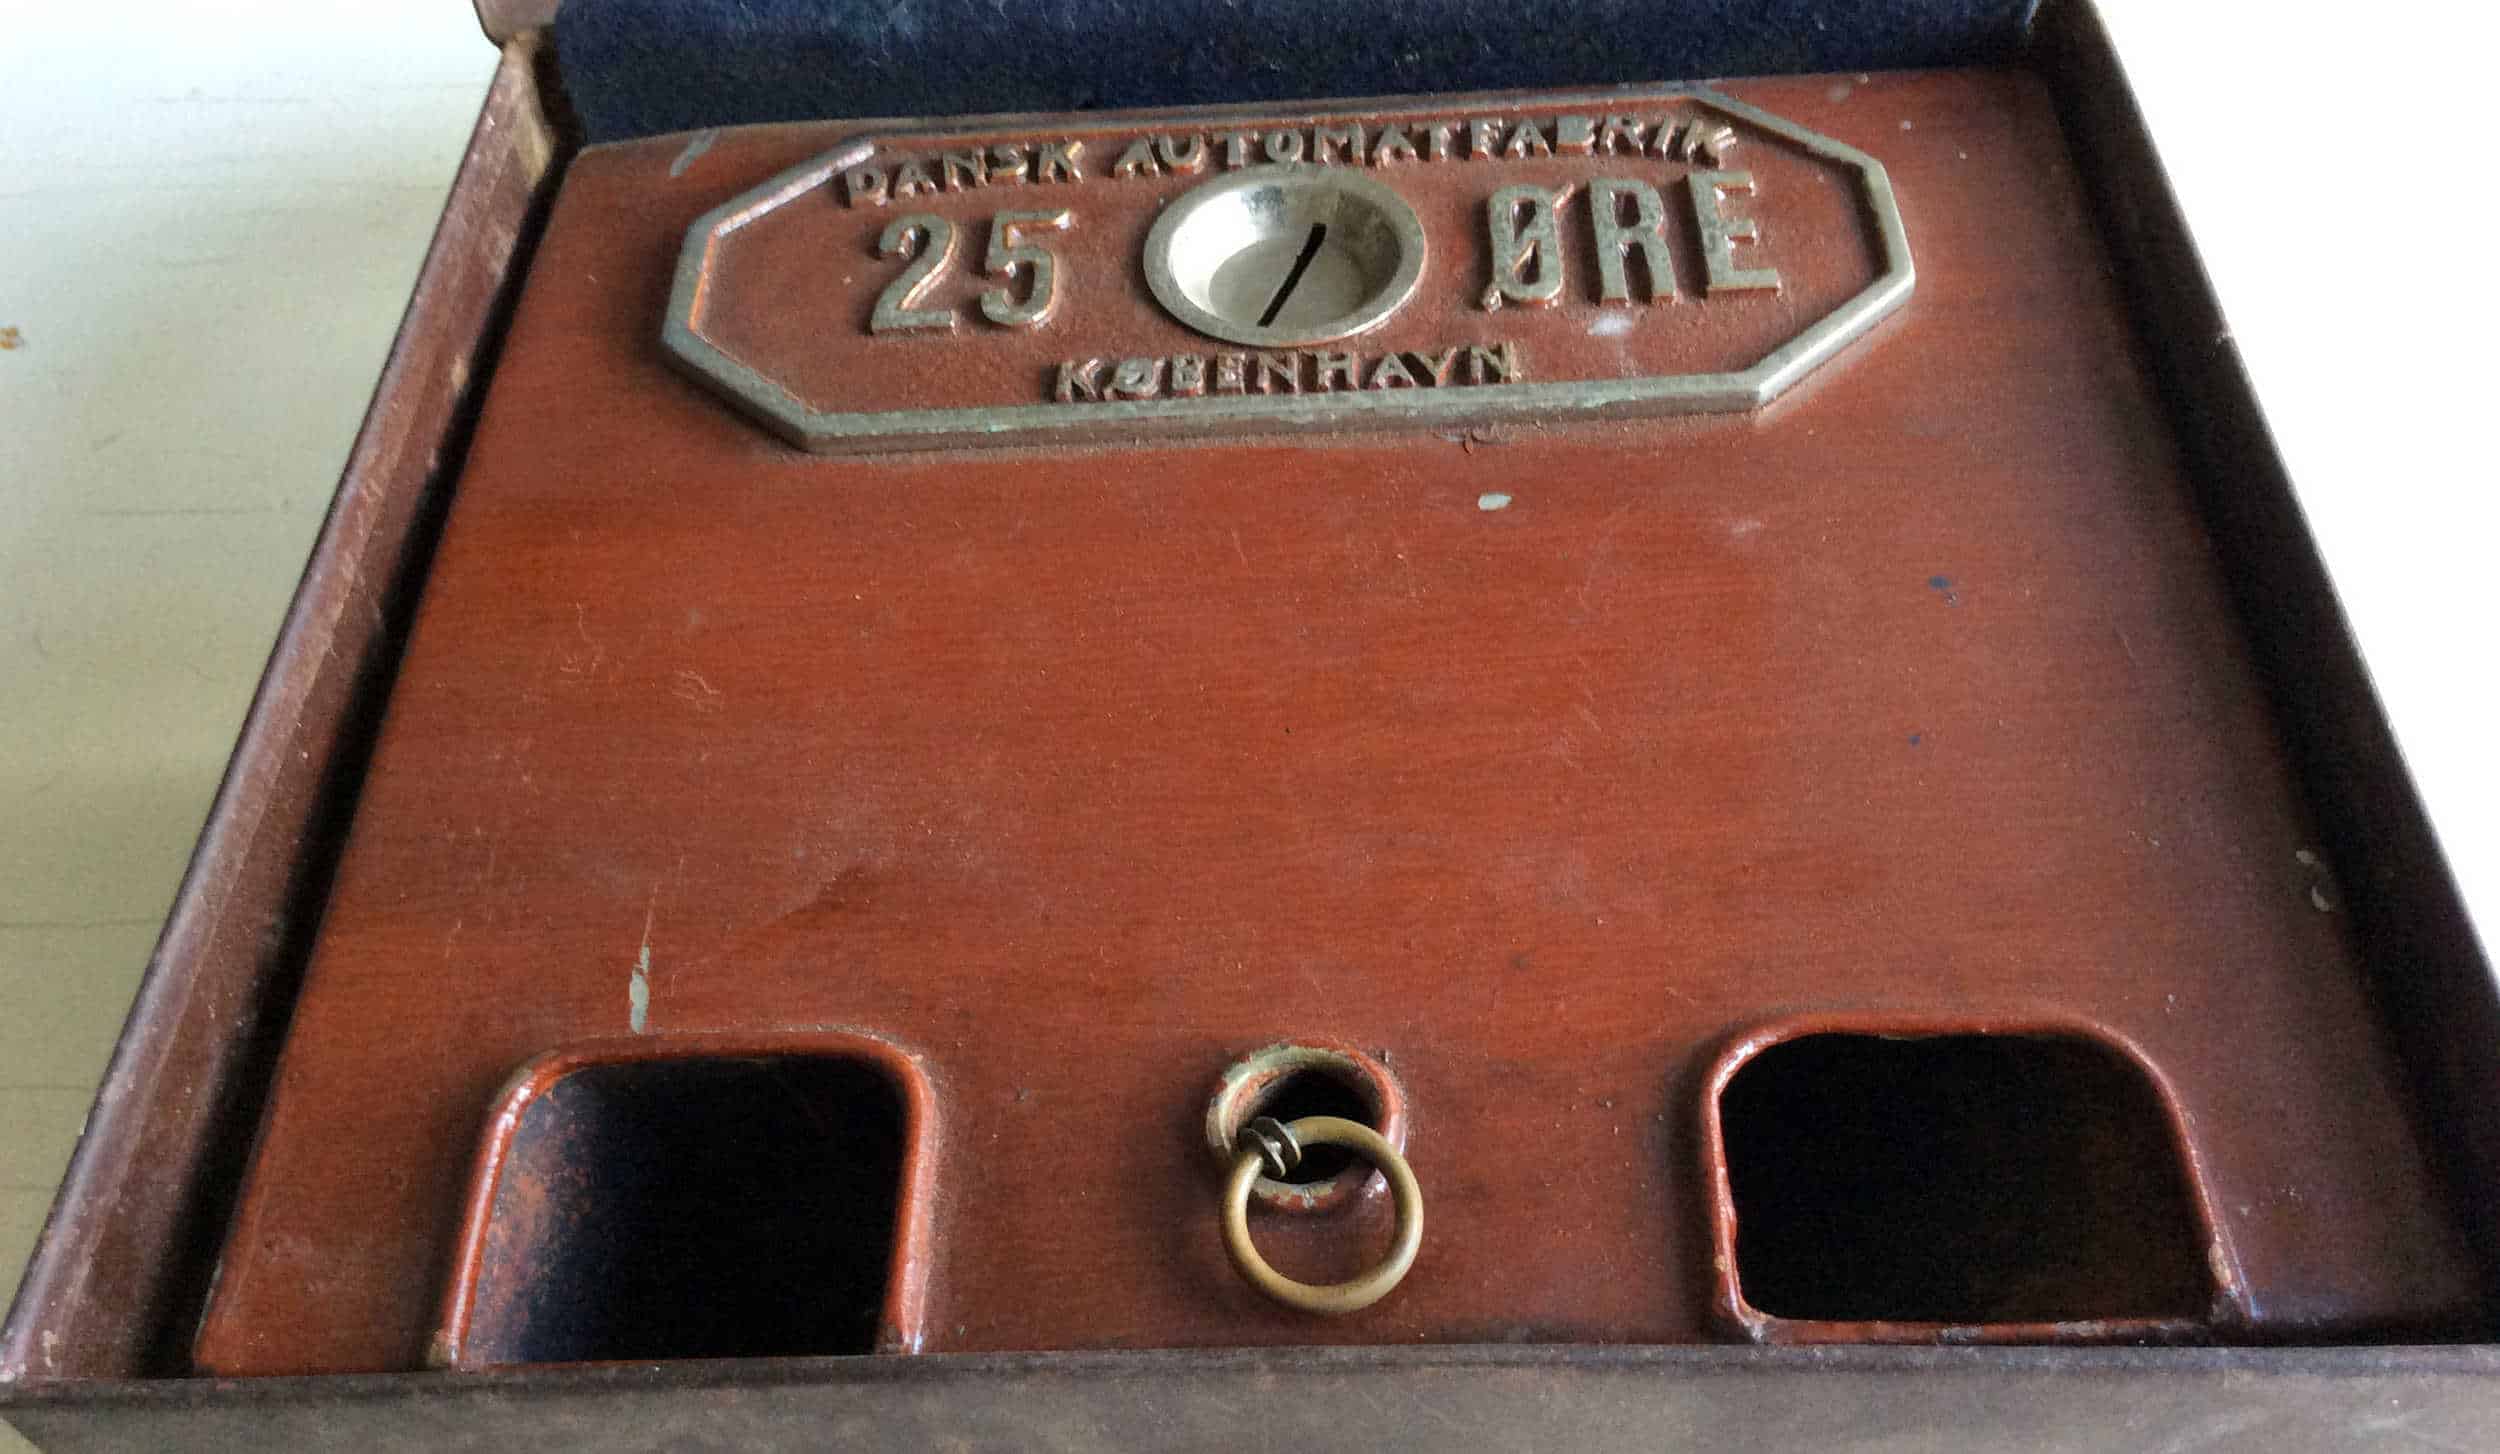 DANSK AUTOMATFABRIK
25 ØRE
KØBENHAVN